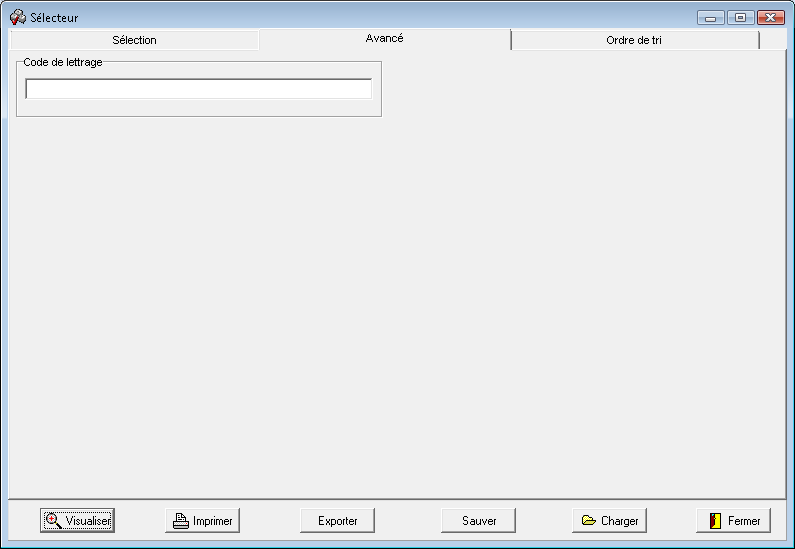 Sélecteur
Sélection Avancé Ordre de tri
Code de lettrage
Visualiser Imprimer Exporter Sauver Charger Fermer